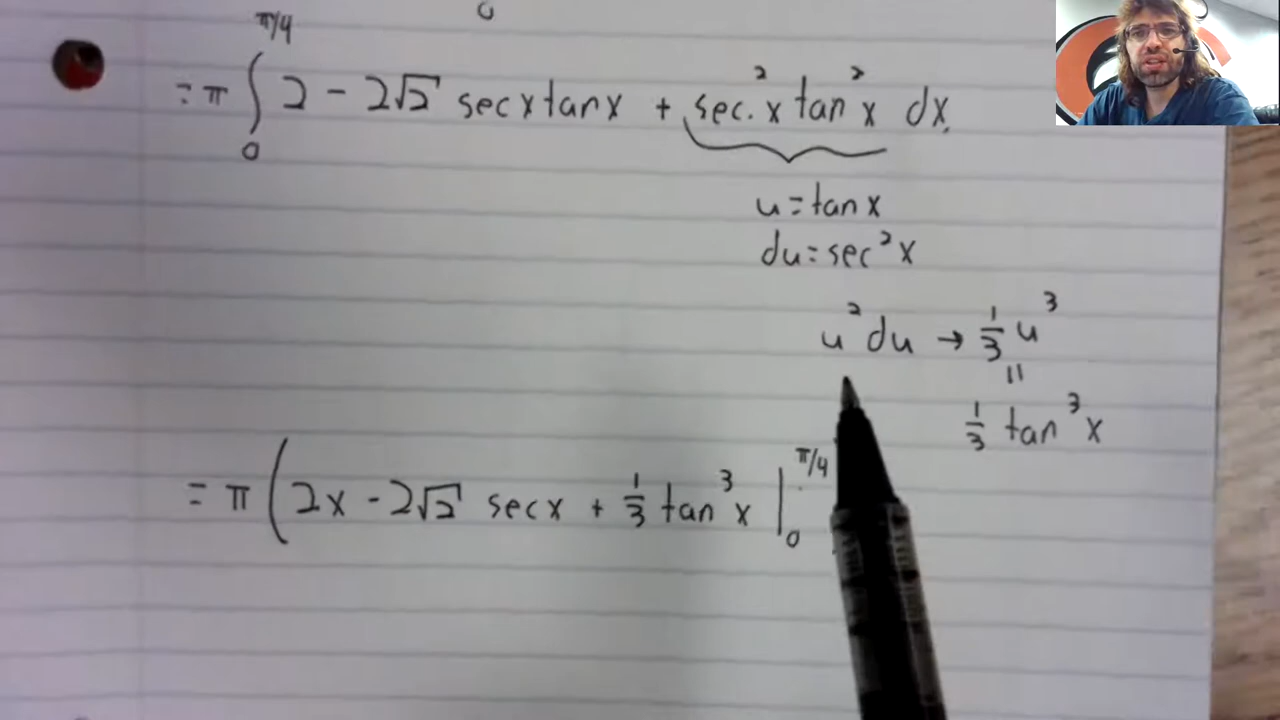 = π ∫₀^π/4 2 - 2√2 sec x tan x + sec² x tan² x dx
u = tan x
du = sec² x
u² du → 1/3 u³
=
1/3 tan³ x
= π ( 2x - 2√2 sec x + 1/3 tan³ x |₀^π/4